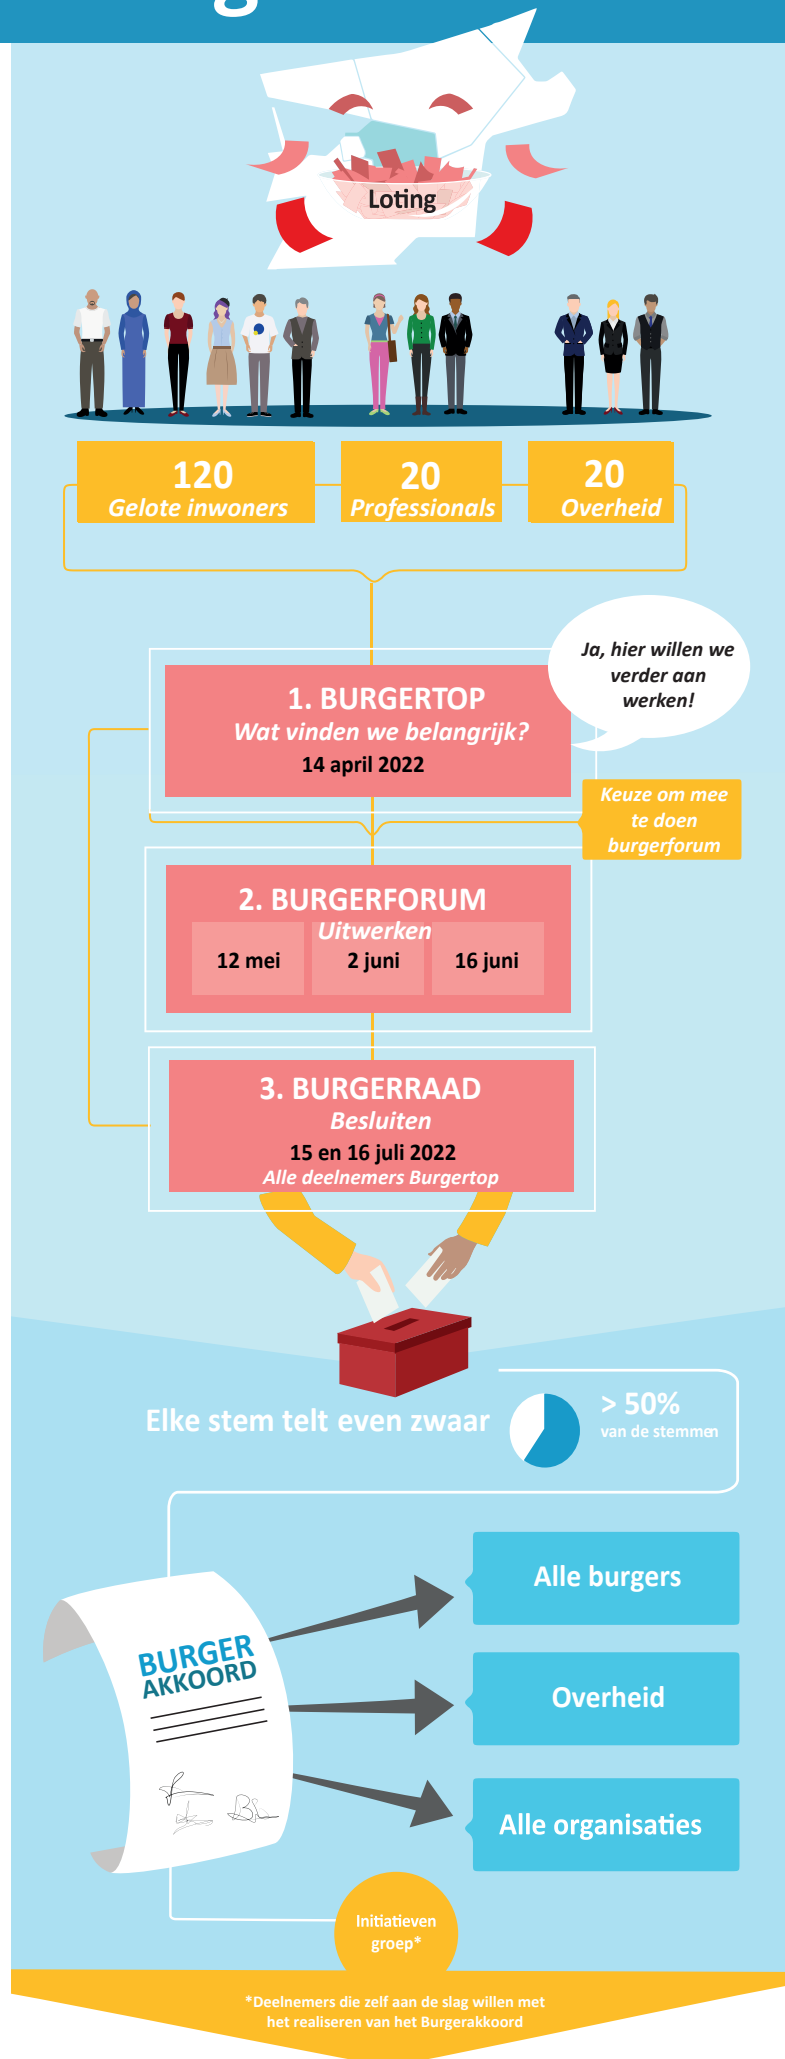 Loting
120
Gelote inwoners
20
Professionals
20
Overheid
Ja, hier willen we
verder aan
werken!
1. BURGERTOP
Wat vinden we belangrijk?
14 april 2022
Keuze om mee
te doen
burgerforum
2. BURGERFORUM
Uitwerken
12 mei
2 juni
16 juni
3. BURGERRAAD
Besluiten
15 en 16 juli 2022
Alle deelnemers Burgertop
Elke stem telt even zwaar
> 50%
van de stemmen
BURGER
AKKOORD
Alle burgers
Overheid
Alle organisaties
Initiatieven
groep*
*Deelnemers die zelf aan de slag willen met
het realiseren van het Burgerakkoord